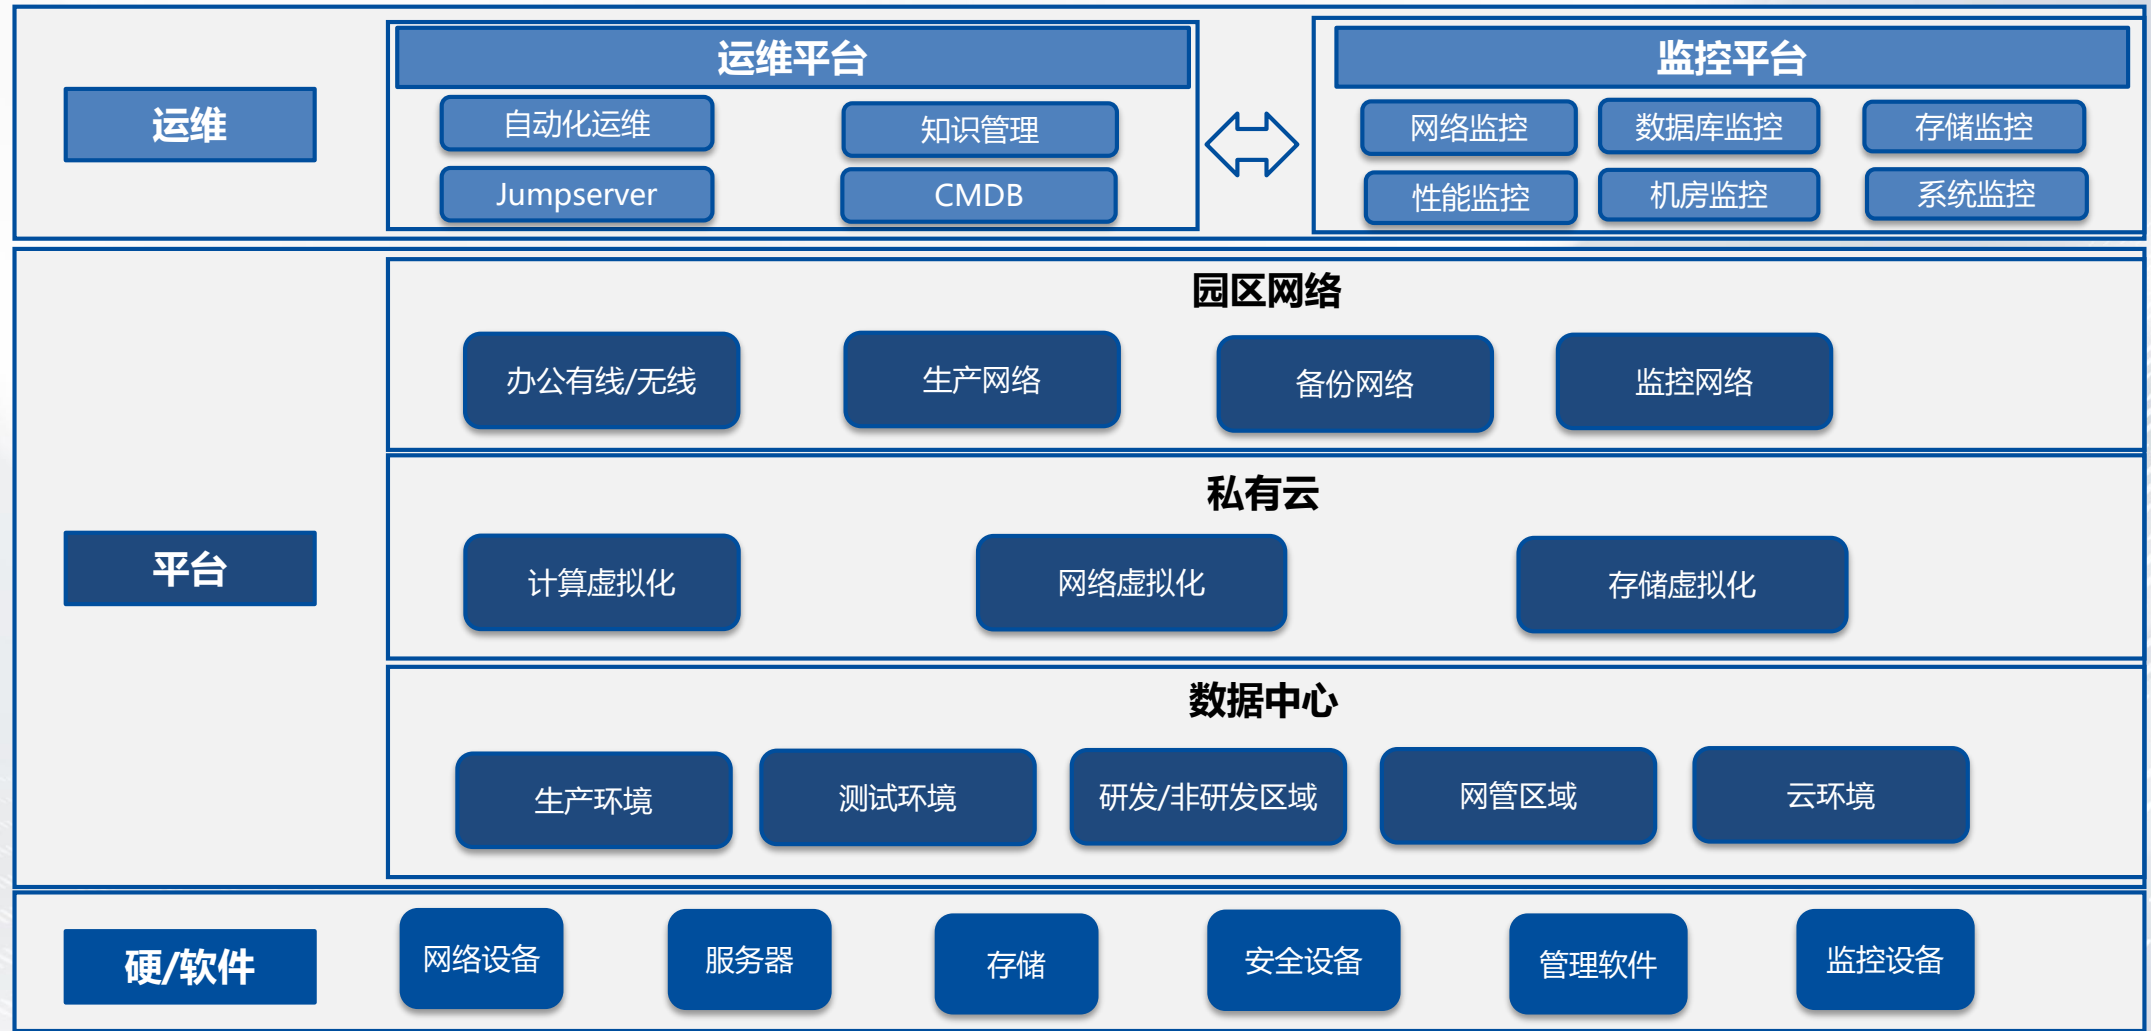 运维
运维平台
自动化运维
知识管理
Jumpserver
CMDB
监控平台
网络监控
数据库监控
存储监控
性能监控
机房监控
系统监控
平台
园区网络
办公有线/无线
生产网络
备份网络
监控网络
私有云
计算虚拟化
网络虚拟化
存储虚拟化
数据中心
生产环境
测试环境
研发/非研发区域
网管区域
云环境
硬/软件
网络设备
服务器
存储
安全设备
管理软件
监控设备